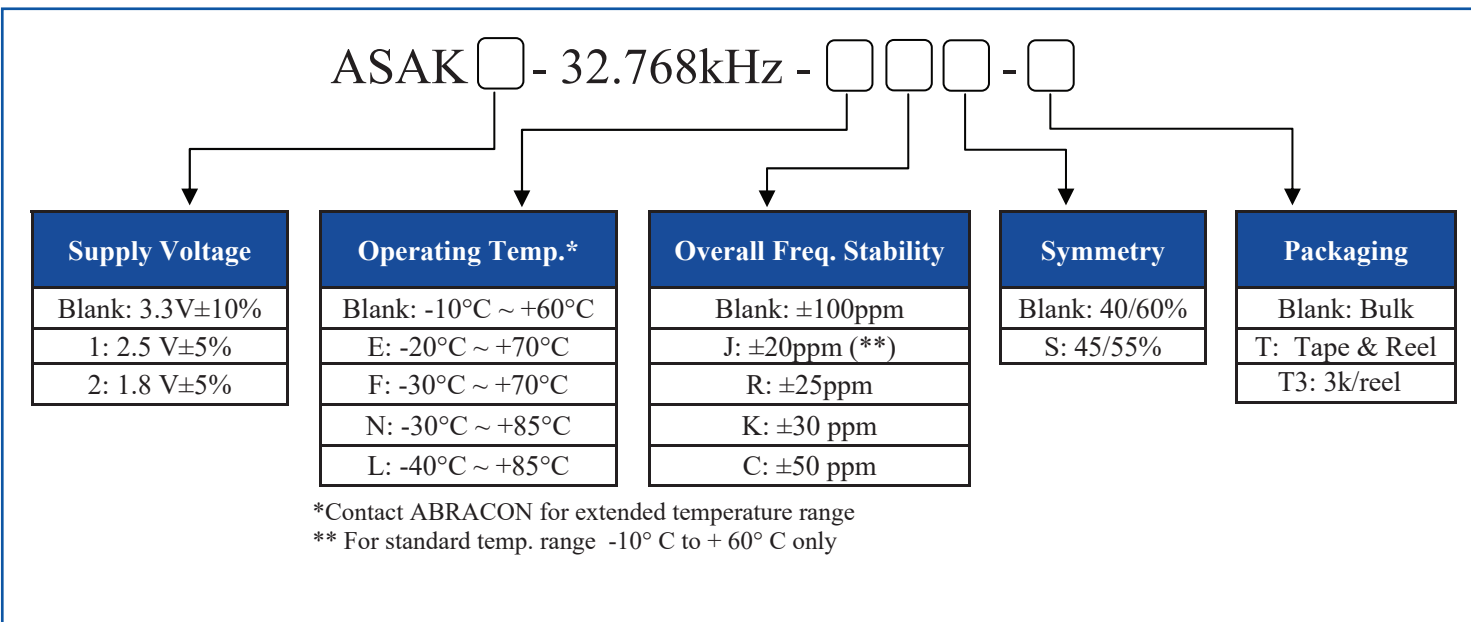 ASAK - 32.768kHz - -
Supply Voltage
Blank: 3.3V±10%
1: 2.5 V±5%
2: 1.8 V±5%
Operating Temp.*
Blank: -10°C ~ +60°C
E: -20°C ~ +70°C
F: -30°C ~ +70°C
N: -30°C ~ +85°C
L: -40°C ~ +85°C
Overall Freq. Stability
Blank: ±100ppm
J: ±20ppm (**)
R: ±25ppm
K: ±30 ppm
C: ±50 ppm
Symmetry
Blank: 40/60%
S: 45/55%
Packaging
Blank: Bulk
T: Tape & Reel
T3: 3k/reel
*Contact ABRACON for extended temperature range
** For standard temp. range -10° C to + 60° C only